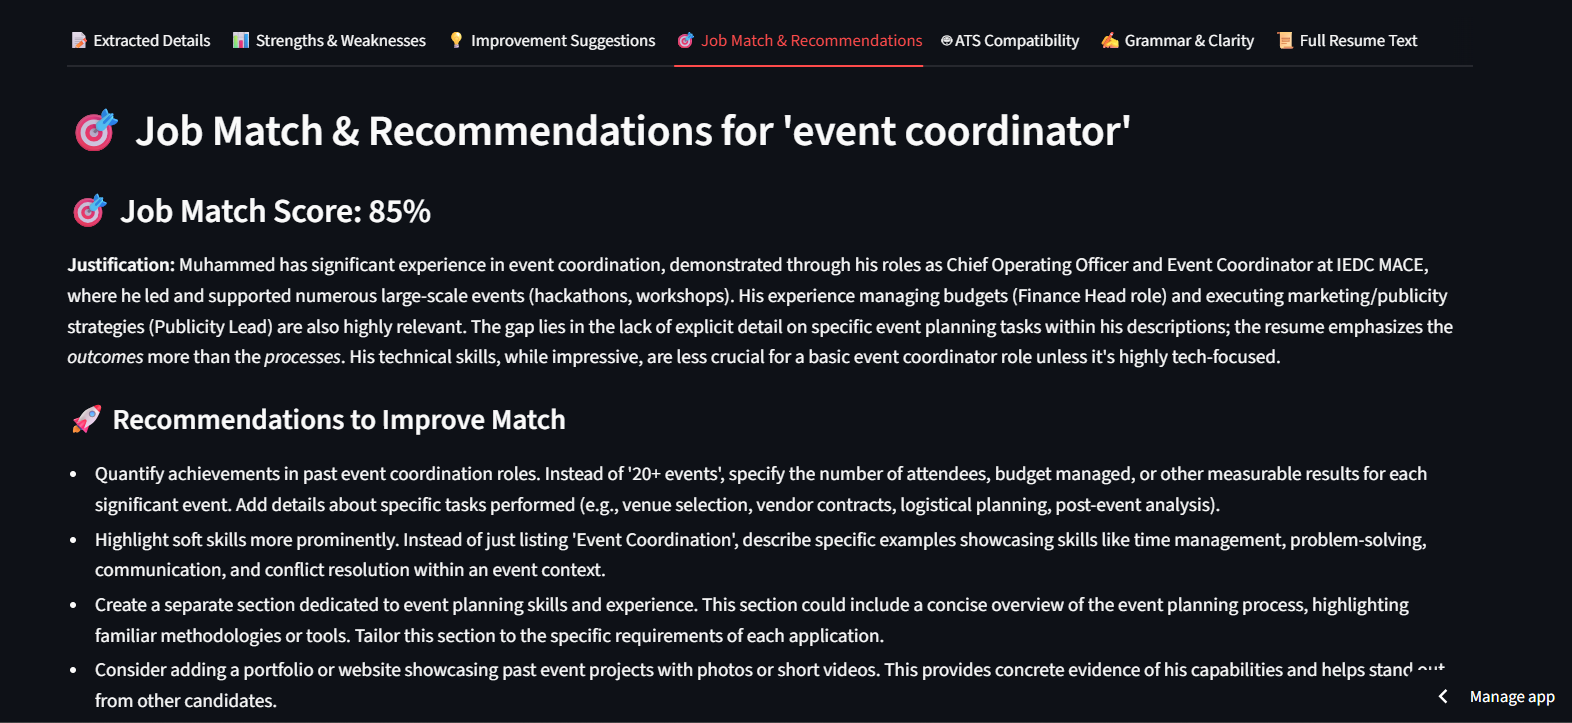 Extracted Details
Strengths & Weaknesses
Improvement Suggestions
Job Match & Recommendations
ATS Compatibility
Grammar & Clarity
Full Resume Text
Job Match & Recommendations for 'event coordinator'
Job Match Score: 85%
Justification: Muhammed has significant experience in event coordination, demonstrated through his roles as Chief Operating Officer and Event Coordinator at IEDC MACE,
where he led and supported numerous large-scale events (hackathons, workshops). His experience managing budgets (Finance Head role) and executing marketing/publicity
strategies (Publicity Lead) are also highly relevant. The gap lies in the lack of explicit detail on specific event planning tasks within his descriptions; the resume emphasizes the
outcomes more than the processes. His technical skills, while impressive, are less crucial for a basic event coordinator role unless it's highly tech-focused.
Recommendations to Improve Match
• Quantify achievements in past event coordination roles. Instead of '20+ events', specify the number of attendees, budget managed, or other measurable results for each
significant event. Add details about specific tasks performed (e.g., venue selection, vendor contracts, logistical planning, post-event analysis).
• Highlight soft skills more prominently. Instead of just listing 'Event Coordination', describe specific examples showcasing skills like time management, problem-solving,
communication, and conflict resolution within an event context.
• Create a separate section dedicated to event planning skills and experience. This section could include a concise overview of the event planning process, highlighting
familiar methodologies or tools. Tailor this section to the specific requirements of each application.
• Consider adding a portfolio or website showcasing past event projects with photos or short videos. This provides concrete evidence of his capabilities and helps stand out
from other candidates.
Manage app